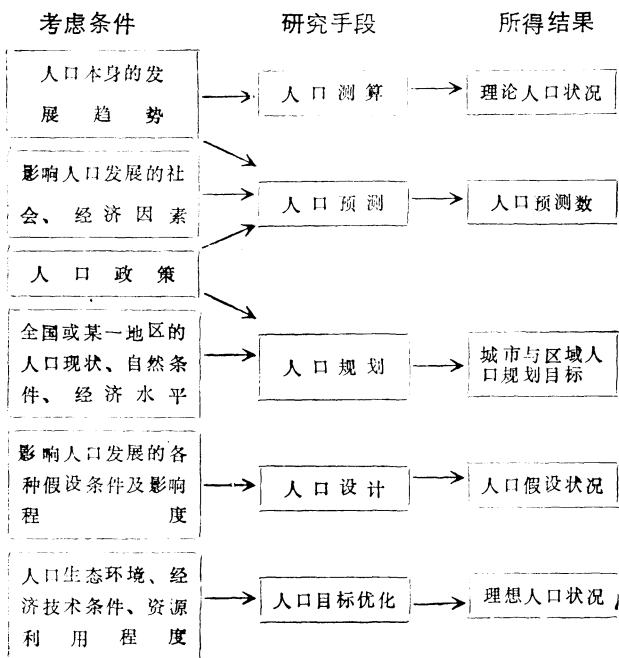 考虑条件 研究手段 所得结果
人口本身的发
展趋势
人口测算
理论人口状况
影响人口发展的社
会、经济因素
人口预测
人口预测数
人口政策
全国或某一地区的
人口现状、自然条
件、经济水平
人口规划
城市与区域人
口规划目标
影响人口发展的各
种假设条件及影响
程度
人口设计
人口假设状况
人口生态环境、经
济技术条件、资源
利用程度
人口目标优化
理想人口状况